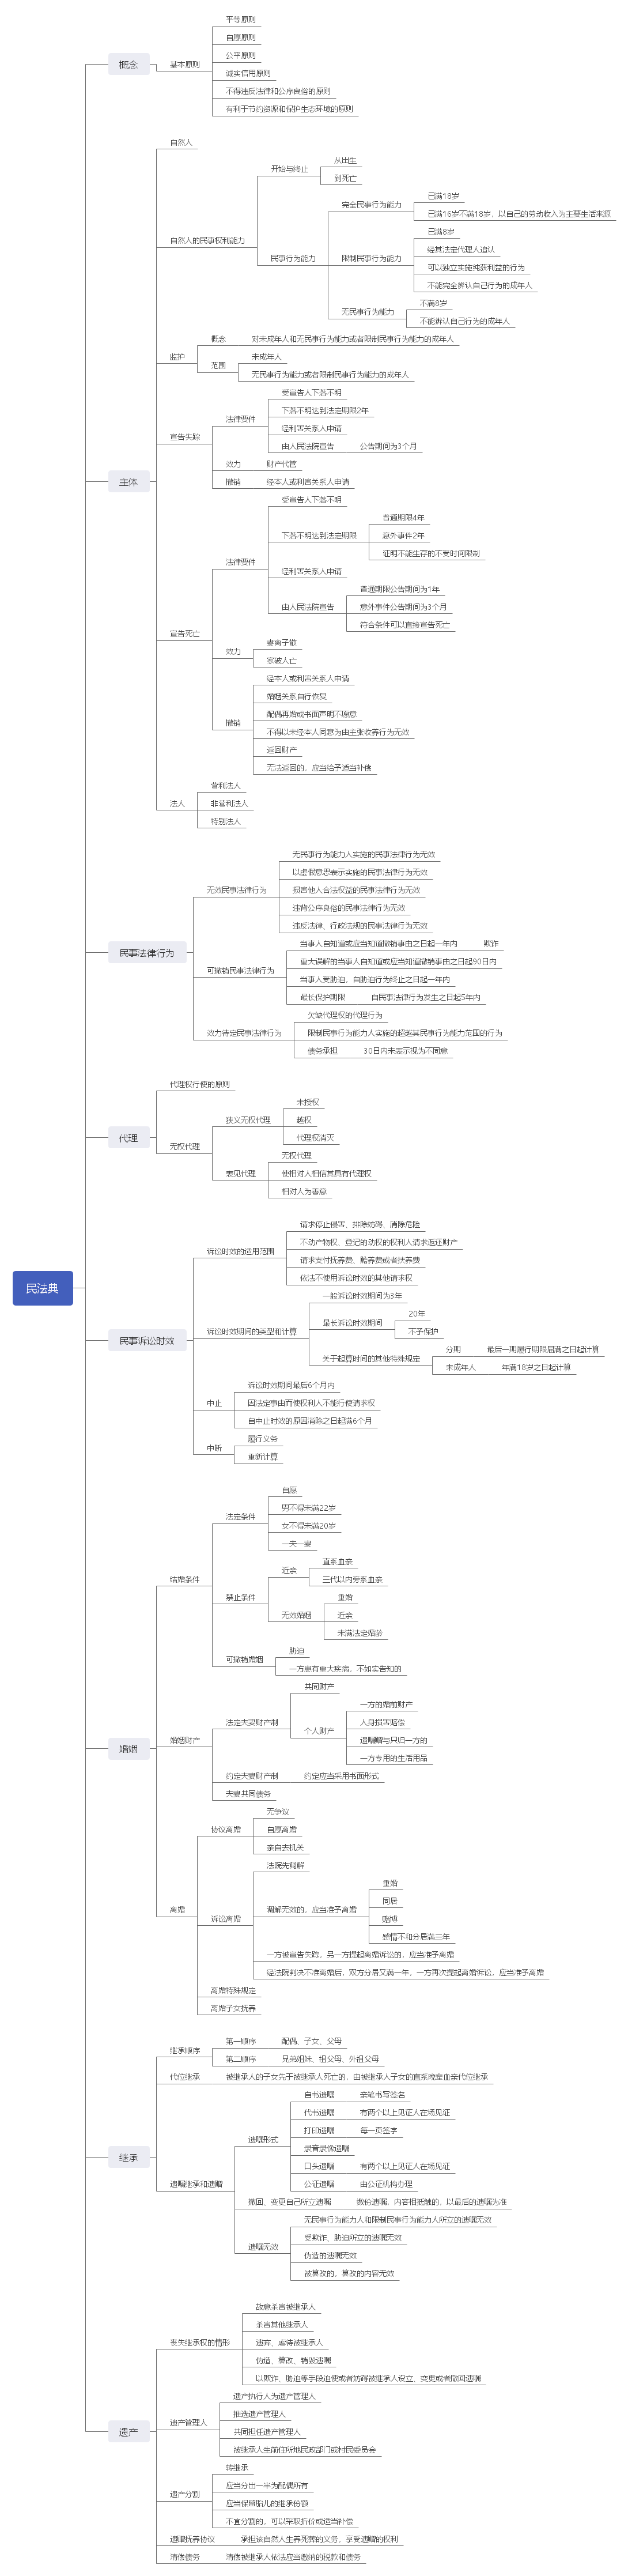 民法典
概念
基本原则
平等原则
自愿原则
公平原则
诚实信用原则
不得违反法律和公序良俗的原则
有利于节约资源和保护生态环境的原则
主体
自然人
自然人的民事权利能力
开始与终止
从出生
到死亡
民事行为能力
完全民事行为能力
已满18岁
已满16岁不满18岁，以自己的劳动收入为主要生活来源
限制民事行为能力
已满8岁
经其法定代理人追认
可以独立实施纯获利益的行为
不能完全辨认自己行为的成年人
无民事行为能力
不满8岁
不能辨认自己行为的成年人
监护
概念
对未成年人和无民事行为能力或者限制民事行为能力的成年人
范围
未成年人
无民事行为能力或者限制民事行为能力的成年人
宣告失踪
法律要件
受宣告人下落不明
下落不明达到法定期限2年
经利害关系人申请
由人民法院宣告
公告期间为3个月
效力
财产代管
撤销
经本人或利害关系人申请
宣告死亡
法律要件
受宣告人下落不明
下落不明达到法定期限
普通期限4年
意外事件2年
证明不能生存的不受时间限制
经利害关系人申请
由人民法院宣告
普通期限公告期间为1年
意外事件公告期间为3个月
符合条件可以直接宣告死亡
效力
妻离子散
家破人亡
撤销
经本人或利害关系人申请
婚姻关系自行恢复
配偶再婚或书面声明不愿意
不得以未经本人同意为由主张收养行为无效
返回财产
无法返回的，应当给予适当补偿
法人
营利法人
非营利法人
特别法人
民事法律行为
无效民事法律行为
无民事行为能力人实施的民事法律行为无效
以虚假意思表示实施的民事法律行为无效
损害他人合法权益的民事法律行为无效
违背公序良俗的民事法律行为无效
违反法律、行政法规的民事法律行为无效
可撤销民事法律行为
当事人自知道或应当知道撤销事由之日起一年内
欺诈
重大误解的当事人自知道或应当知道撤销事由之日起90日内
当事人受胁迫，自胁迫行为终止之日起一年内
最长保护期限
自民事法律行为发生之日起5年内
效力待定民事法律行为
欠缺代理权的代理行为
限制民事行为能力人实施的超越其民事行为能力范围的行为
债务承担
30日内未表示视为不同意
代理
代理权行使的原则
无权代理
狭义无权代理
未授权
越权
代理权消灭
表见代理
无权代理
使相对人相信其具有代理权
相对人为善意
民事诉讼时效
诉讼时效的适用范围
请求停止侵害、排除妨碍、消除危险
不动产物权、登记的动权的权利人请求返还财产
请求支付抚养费、赡养费或者扶养费
依法不使用诉讼时效的其他请求权
诉讼时效期间的类型和计算
一般诉讼时效期间为3年
最长诉讼时效期间
20年
不予保护
关于起算时间的其他特殊规定
分期
最后一期履行期限届满之日起计算
未成年人
年满18岁之日起计算
中止
诉讼时效期间最后6个月内
因法定事由而使权利人不能行使请求权
自中止时效的原因消除之日起满6个月
中断
履行义务
重新计算
婚姻
结婚条件
法定条件
自愿
男不得未满22岁
女不得未满20岁
一夫一妻
禁止条件
近亲
直系血亲
三代以内旁系血亲
无效婚姻
重婚
近亲
未满法定婚龄
可撤销婚姻
胁迫
一方患有重大疾病，不如实告知的
婚姻财产
法定夫妻财产制
共同财产
个人财产
一方的婚前财产
人身损害赔偿
遗嘱赠与只归一方的
一方专用的生活用品
约定夫妻财产制
约定应当采用书面形式
夫妻共同债务
离婚
协议离婚
无争议
自愿离婚
亲自去机关
诉讼离婚
法院先调解
调解无效的，应当准予离婚
重婚
同居
赌博
感情不和分居满三年
一方被宣告失踪，另一方提起离婚诉讼的，应当准予离婚
经法院判决不准离婚后，双方分居又满一年，一方再次提起离婚诉讼，应当准予离婚
离婚特殊规定
离婚子女抚养
继承
继承顺序
第一顺序
配偶、子女、父母
第二顺序
兄弟姐妹、祖父母、外祖父母
代位继承
被继承人的子女先于被继承人死亡的，由被继承人子女的直系晚辈血亲代位继承
遗嘱继承和遗赠
遗嘱形式
自书遗嘱
亲笔书写签名
代书遗嘱
有两个以上见证人在场见证
打印遗嘱
每一页签字
录音录像遗嘱
口头遗嘱
有两个以上见证人在场见证
公证遗嘱
由公证机构办理
撤回、变更自己所立遗嘱
数份遗嘱，内容相抵触的，以最后的遗嘱为准
遗嘱无效
无民事行为能力人和限制民事行为能力人所立的遗嘱无效
受欺诈、胁迫所立的遗嘱无效
伪造的遗嘱无效
被篡改的，篡改的内容无效
遗产
丧失继承权的情形
故意杀害被继承人
杀害其他继承人
遗弃、虐待被继承人
伪造、篡改、销毁遗嘱
以欺诈、胁迫等手段迫使或者妨碍被继承人设立、变更或者撤回遗嘱
遗产管理人
遗产执行人为遗产管理人
推选遗产管理人
共同担任遗产管理人
被继承人生前住所地民政部门或村民委员会
遗产分割
转继承
应当分出一半为配偶所有
应当保留胎儿的继承份额
不宜分割的，可以采取折价或适当补偿
遗赠扶养协议
承担该自然人生养死葬的义务，享受遗赠的权利
清偿债务
清偿被继承人依法应当缴纳的税款和债务